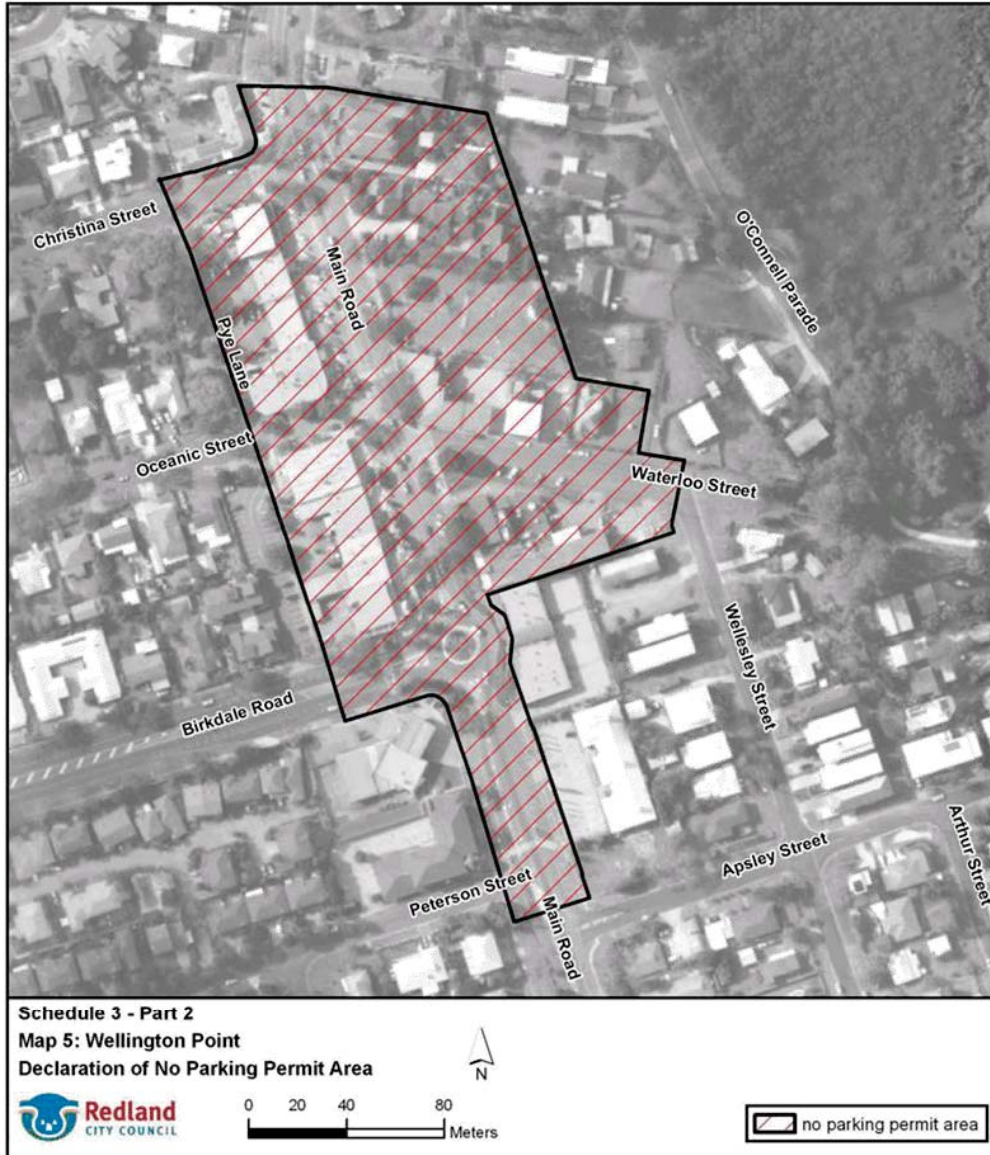 Christina Street
Main Road
O'Connell Parade
Pye Lane
Oceanic Street
Waterloo Street
Wellesley Street
Birkdale Road
Apsley Street
Arthur Street
Peterson Street
Main Road
Schedule 3 - Part 2
Map 5: Wellington Point
Declaration of No Parking Permit Area
N
Redland
CITY COUNCIL
0 20 40 80
Meters
no parking permit area